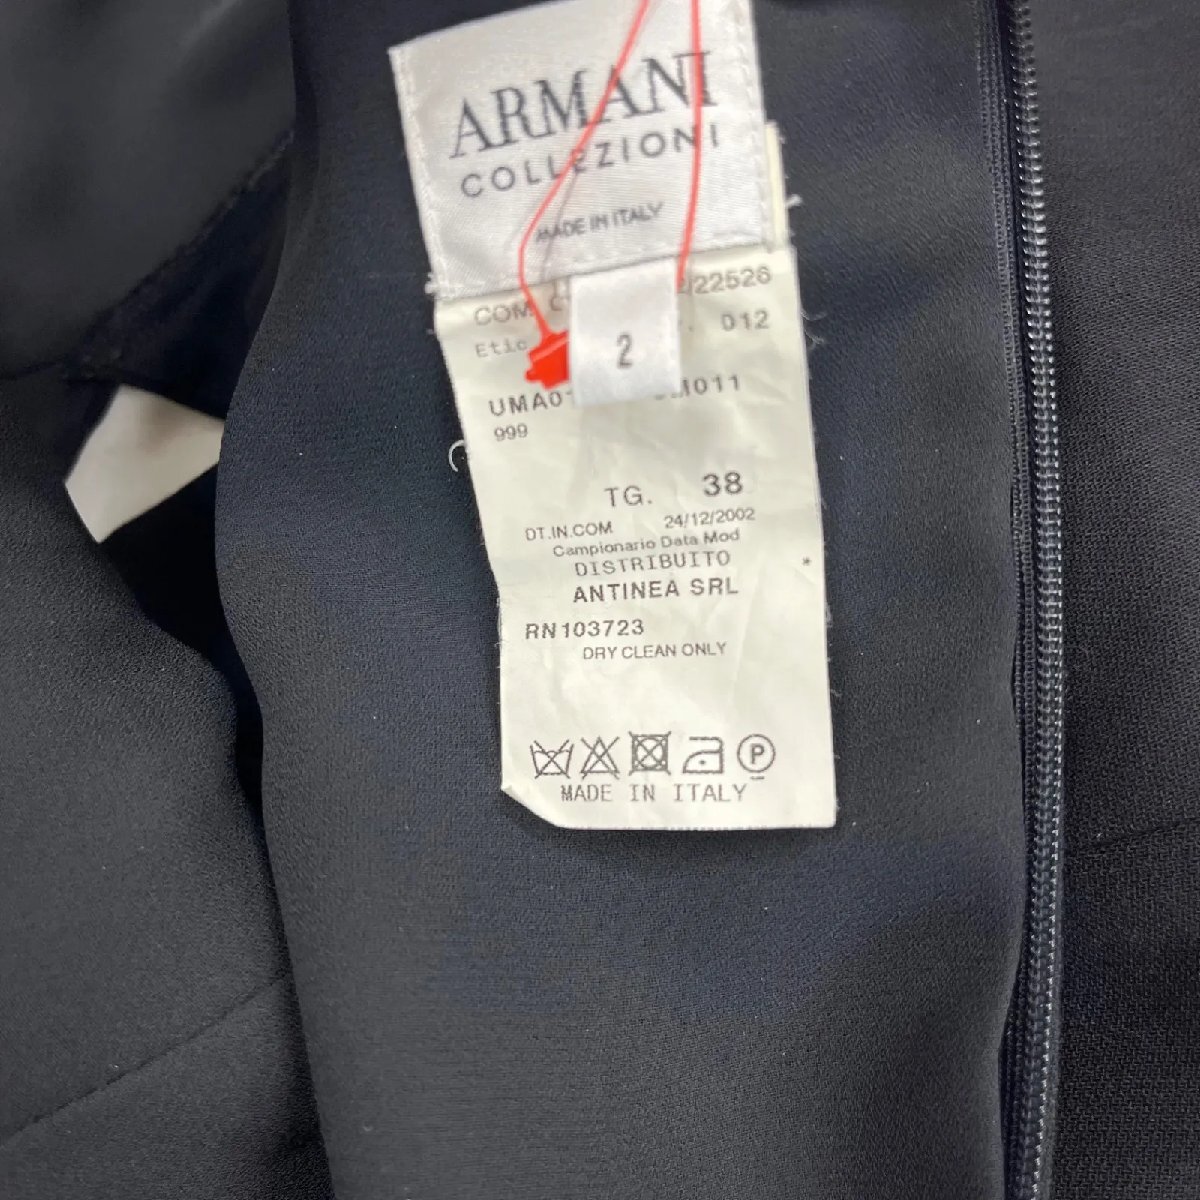 ARMANI
COLLEZIONI
MADE IN ITALY
COM. /22526
Etic D12
2
UMA01 M011
999
TG. 38
DT.IN.COM 24/12/2002
Campionario Data Mod
DISTRIBUITO *
ANTINEA SRL
RN103723
DRY CLEAN ONLY
P
MADE IN ITALY